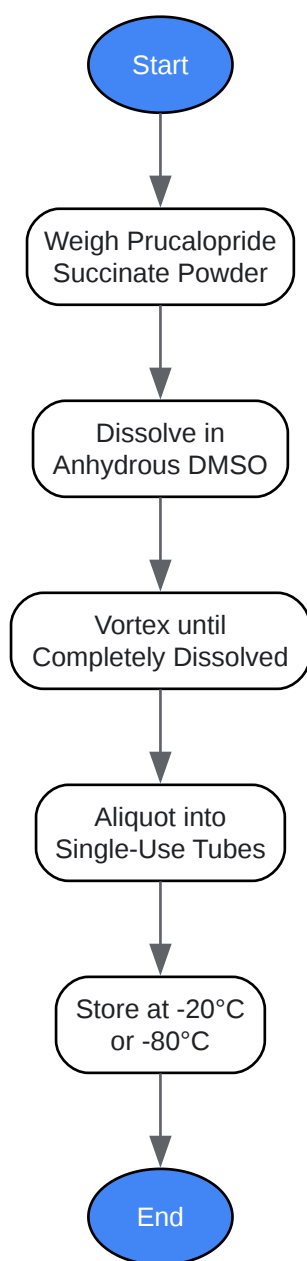 Start
Weigh Prucalopride
Succinate Powder
Dissolve in
Anhydrous DMSO
Vortex until
Completely Dissolved
Aliquot into
Single-Use Tubes
Store at -20°C
or -80°C
End